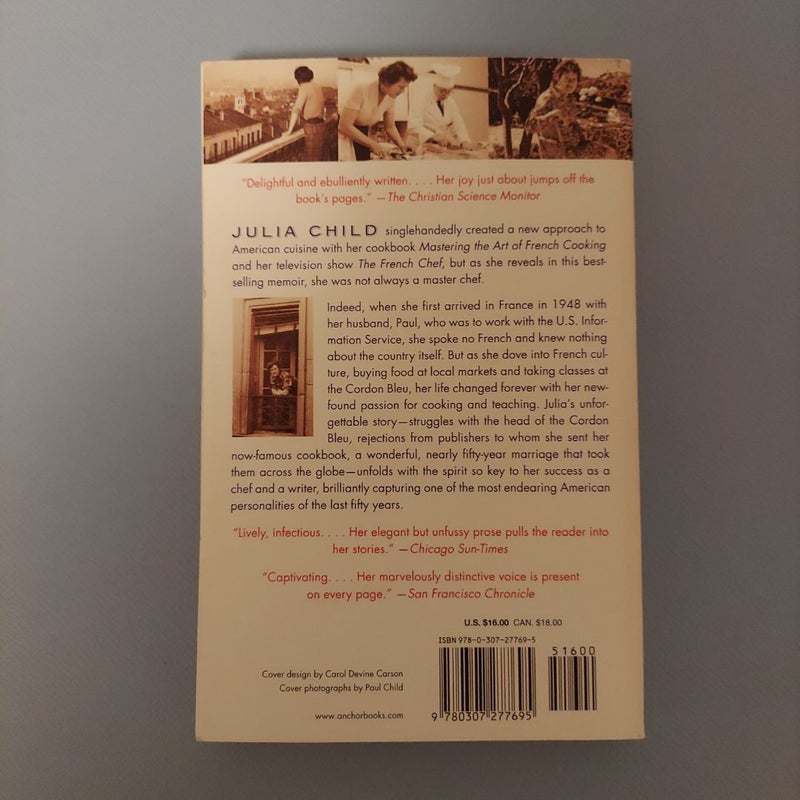 "Delightful and ebulliently written. . . . Her joy just about jumps off the
book's pages." —The Christian Science Monitor
JULIA CHILD singlehandedly created a new approach to
American cuisine with her cookbook Mastering the Art of French Cooking
and her television show The French Chef, but as she reveals in this best-
selling memoir, she was not always a master chef.
Indeed, when she first arrived in France in 1948 with
her husband, Paul, who was to work with the U.S. Infor-
mation Service, she spoke no French and knew nothing
about the country itself. But as she dove into French cul-
ture, buying food at local markets and taking classes at
the Cordon Bleu, her life changed forever with her new-
found passion for cooking and teaching. Julia's unfor-
gettable story—struggles with the head of the Cordon
Bleu, rejections from publishers to whom she sent her
now-famous cookbook, a wonderful, nearly fifty-year marriage that took
them across the globe—unfolds with the spirit so key to her success as a
chef and a writer, brilliantly capturing one of the most endearing American
personalities of the last fifty years.
"Lively, infectious. . . . Her elegant but unfussy prose pulls the reader into
her stories." —Chicago Sun-Times
"Captivating. . . . Her marvelously distinctive voice is present
on every page." —San Francisco Chronicle
U.S. $16.00 CAN. $18.00
ISBN 978-0-307-27769-5
51600
9 780307 277695
Cover design by Carol Devine Carson
Cover photographs by Paul Child
www.anchorbooks.com